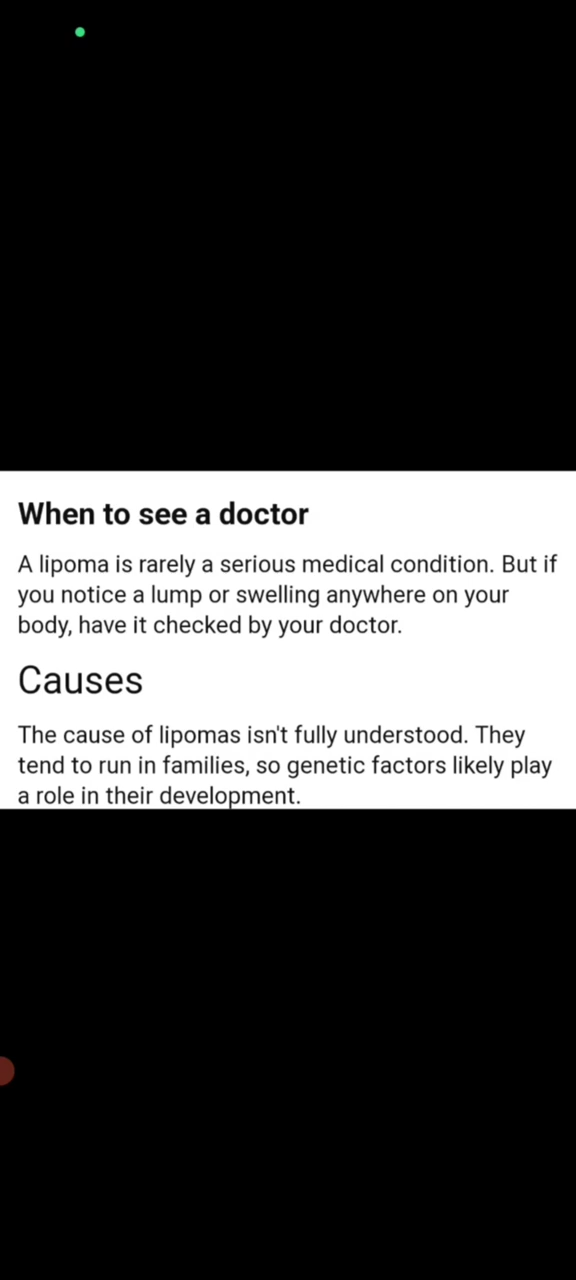 When to see a doctor
A lipoma is rarely a serious medical condition. But if
you notice a lump or swelling anywhere on your
body, have it checked by your doctor.
Causes
The cause of lipomas isn't fully understood. They
tend to run in families, so genetic factors likely play
a role in their development.